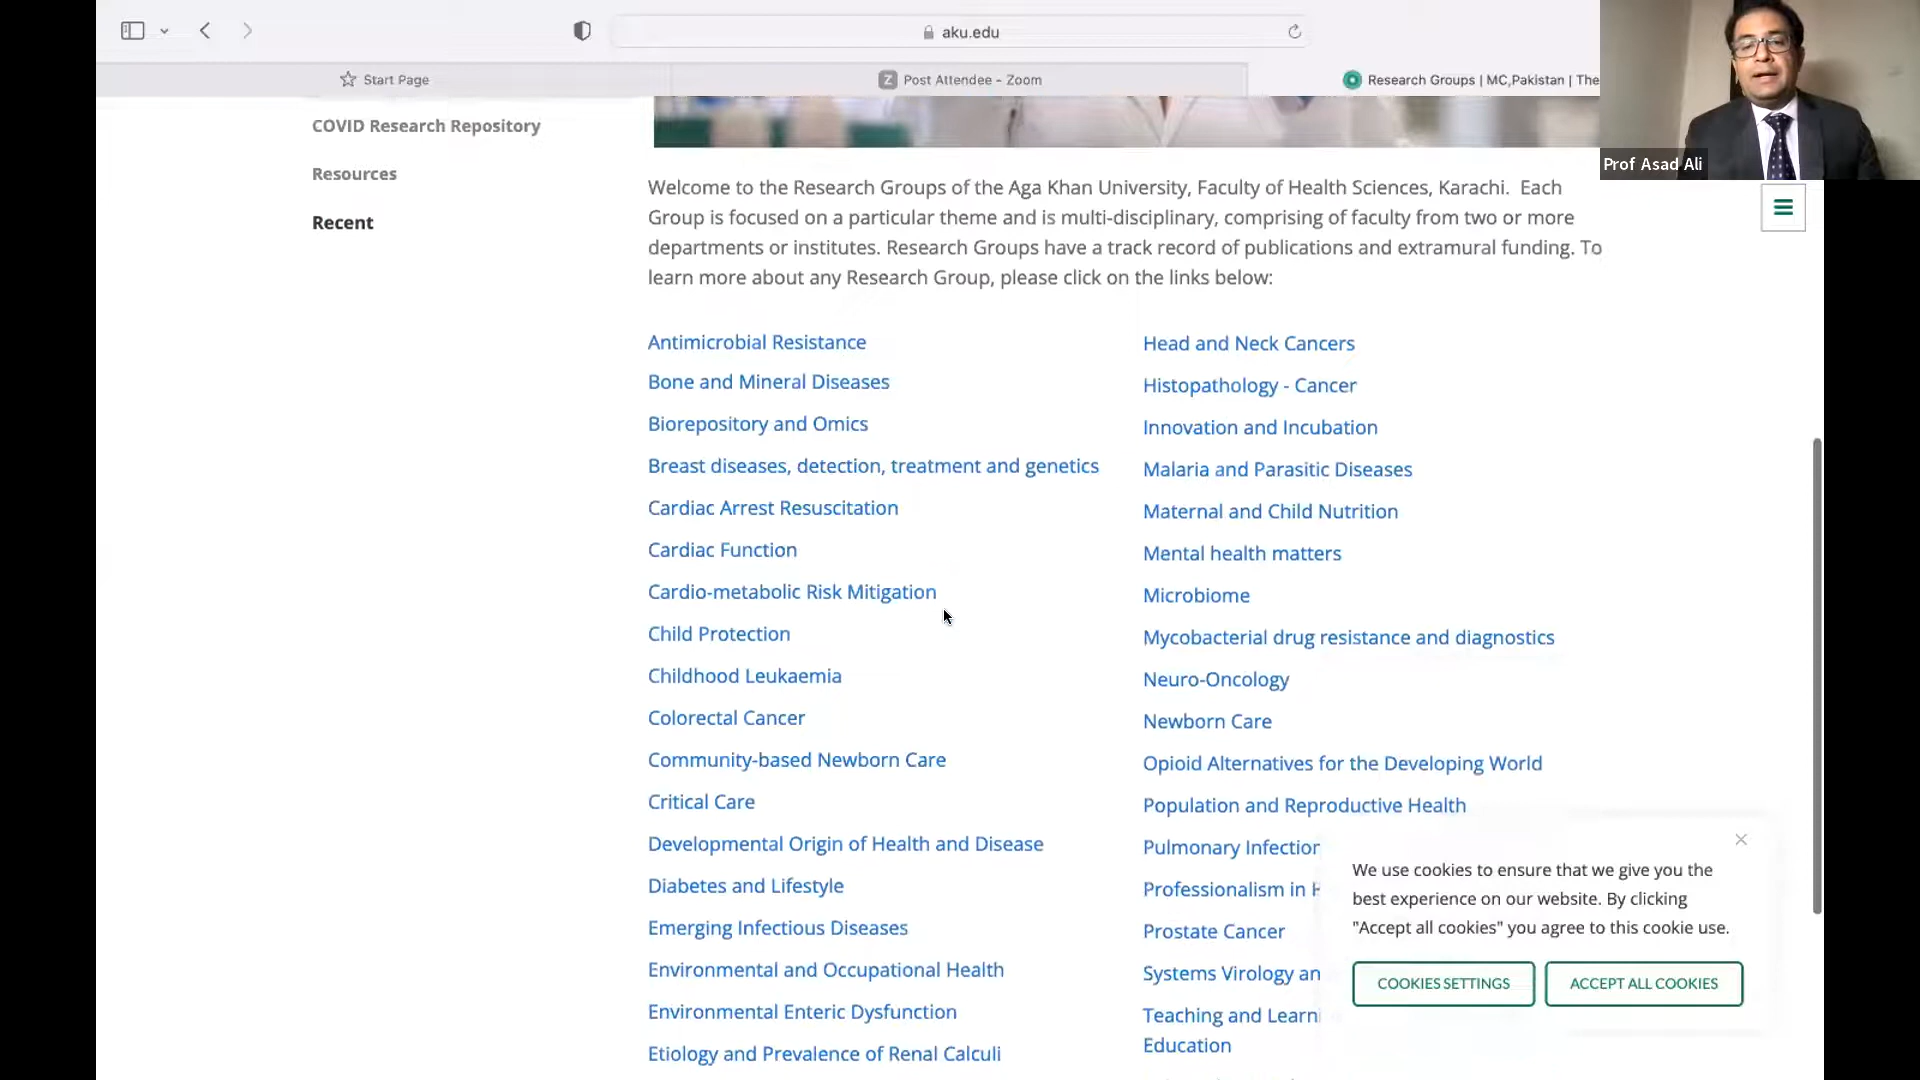 aku.edu
Start Page
Post Attendee - Zoom
Research Groups | MC,Pakistan | The
Prof Asad Ali
COVID Research Repository
Resources
Recent
Welcome to the Research Groups of the Aga Khan University, Faculty of Health Sciences, Karachi. Each
Group is focused on a particular theme and is multi-disciplinary, comprising of faculty from two or more
departments or institutes. Research Groups have a track record of publications and extramural funding. To
learn more about any Research Group, please click on the links below:
Antimicrobial Resistance
Bone and Mineral Diseases
Biorepository and Omics
Breast diseases, detection, treatment and genetics
Cardiac Arrest Resuscitation
Cardiac Function
Cardio-metabolic Risk Mitigation
Child Protection
Childhood Leukaemia
Colorectal Cancer
Community-based Newborn Care
Critical Care
Developmental Origin of Health and Disease
Diabetes and Lifestyle
Emerging Infectious Diseases
Environmental and Occupational Health
Environmental Enteric Dysfunction
Etiology and Prevalence of Renal Calculi
Head and Neck Cancers
Histopathology - Cancer
Innovation and Incubation
Malaria and Parasitic Diseases
Maternal and Child Nutrition
Mental health matters
Microbiome
Mycobacterial drug resistance and diagnostics
Neuro-Oncology
Newborn Care
Opioid Alternatives for the Developing World
Population and Reproductive Health
Pulmonary
Professionalism in
Prostate Cancer
Systems Virology
Teaching and
Education
We use cookies to ensure that we give you the
best experience on our website. By clicking
"Accept all cookies" you agree to this cookie use.
COOKIES SETTINGS
ACCEPT ALL COOKIES